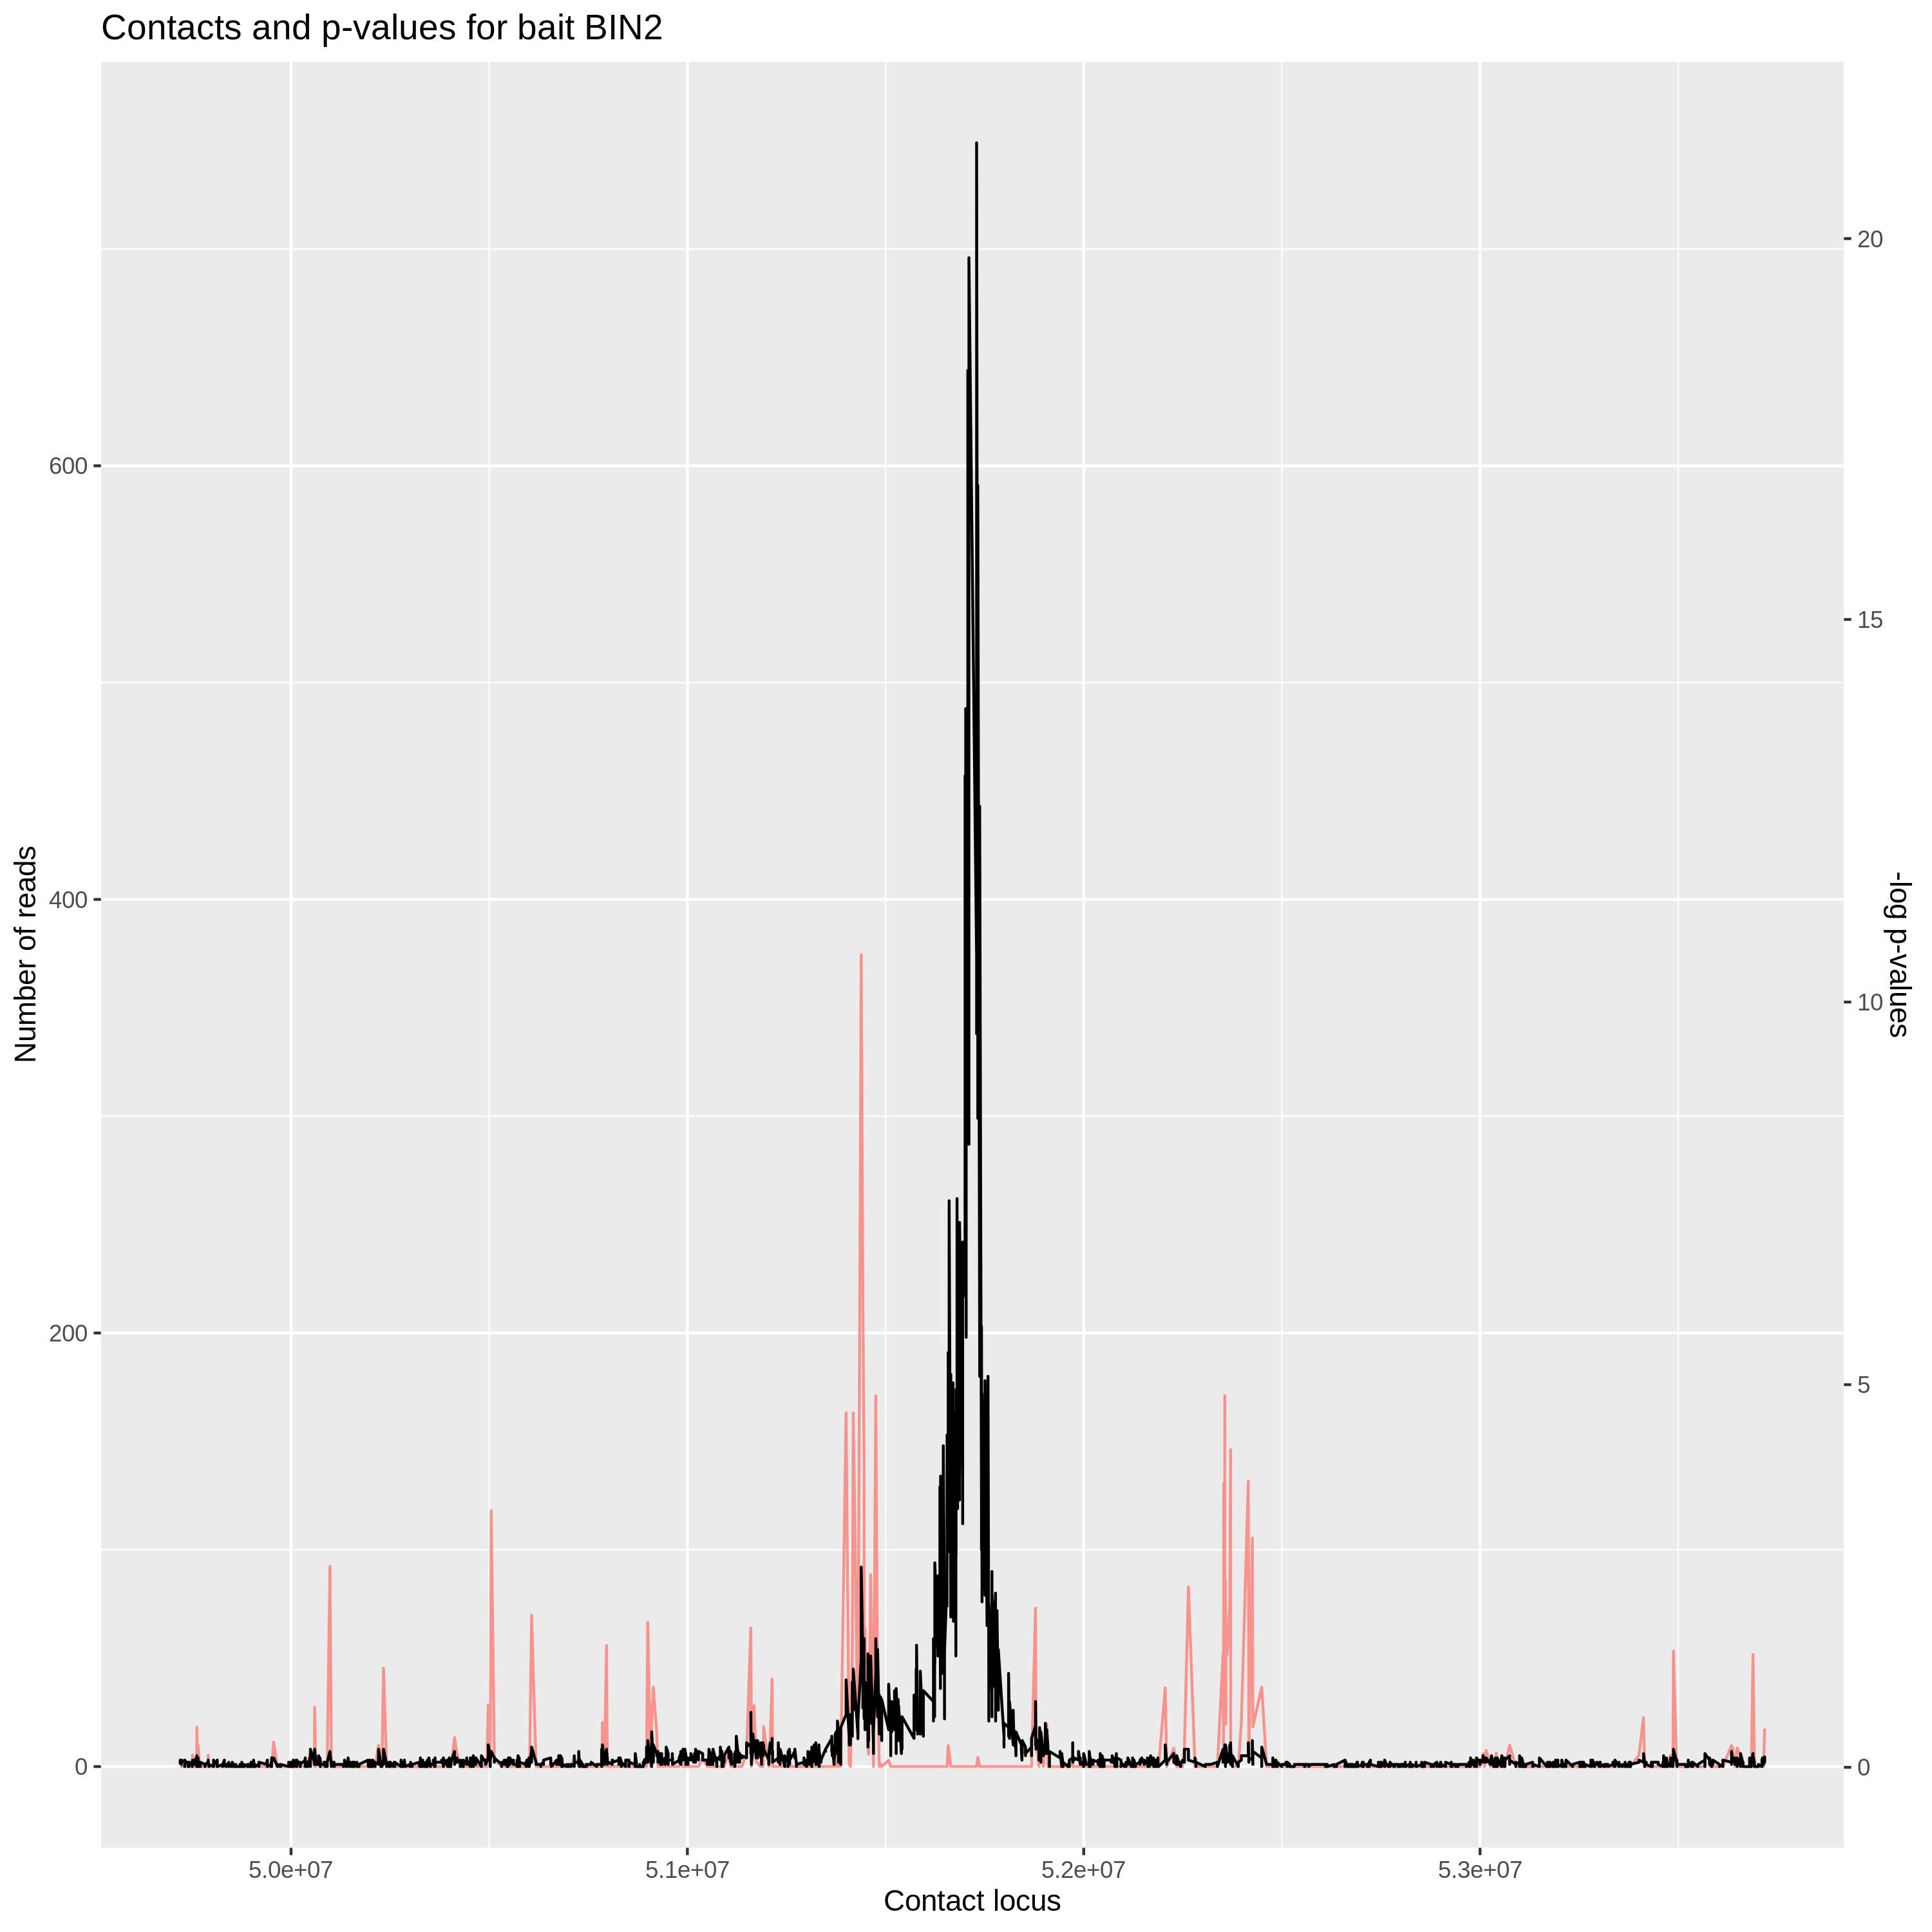 Contacts and p-values for bait BIN2
Number of reads
600
400
200
0
20
15
10
5
0
-log p-values
5.0e+07
5.1e+07
5.2e+07
5.3e+07
Contact locus